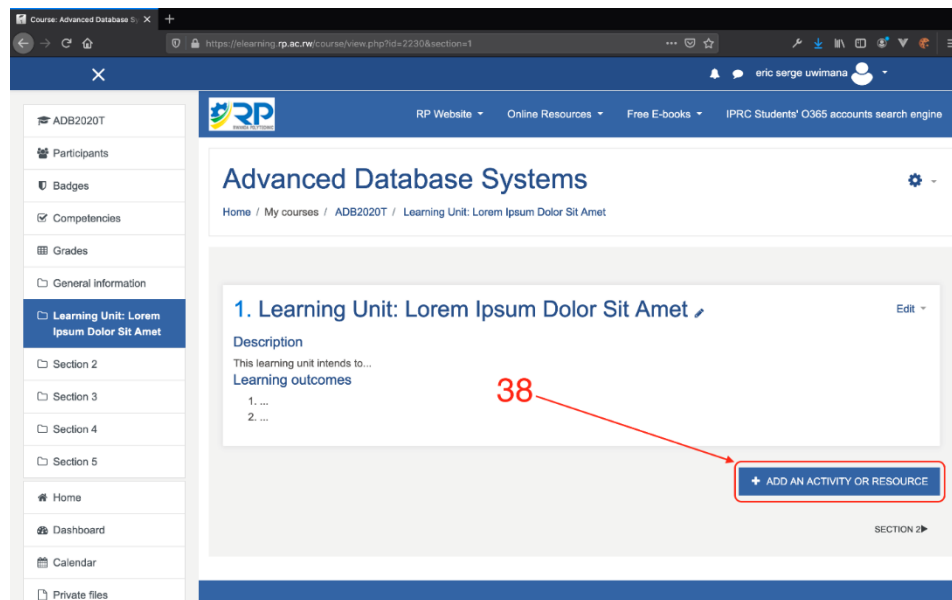 Course: Advanced Database Sy
https://elearning.rp.ac.rw/course/view.php?id=2230&section=1
eric serge uwimana
RP
RWANDA POLYTECHNIC
RP Website
Online Resources
Free E-books
IPRC Students' O365 accounts search engine
ADB2020T
Participants
Badges
Competencies
Grades
General information
Learning Unit: Lorem
Ipsum Dolor Sit Amet
Section 2
Section 3
Section 4
Section 5
Home
Dashboard
Calendar
Private files
Advanced Database Systems
Home / My courses / ADB2020T / Learning Unit: Lorem Ipsum Dolor Sit Amet
1. Learning Unit: Lorem Ipsum Dolor Sit Amet
Edit
Description
This learning unit intends to...
Learning outcomes
1. ...
2. ...
38
+ ADD AN ACTIVITY OR RESOURCE
SECTION 2▶